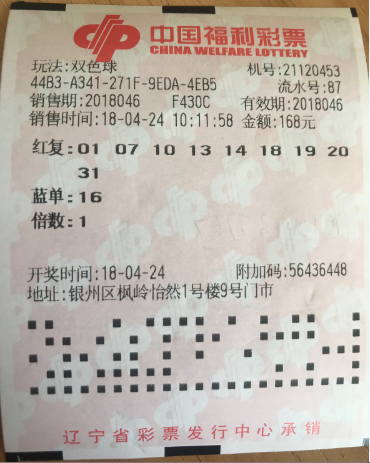 中国福利彩票
CHINA WELFARE LOTTERY
玩法:双色球 机号:21120453
44B3-A341-271F-9EDA-4EB5 流水号:87
销售期:2018046 F430C 有效期:2018046
销售时间:18-04-24 10:11:58 金额:168元
红复:01 07 10 13 14 18 19 20
31
蓝单:16
倍数:1
开奖时间:18-04-24 附加码:56436448
地址:银州区枫岭怡然1号楼9号门市
辽宁省彩票发行中心承销